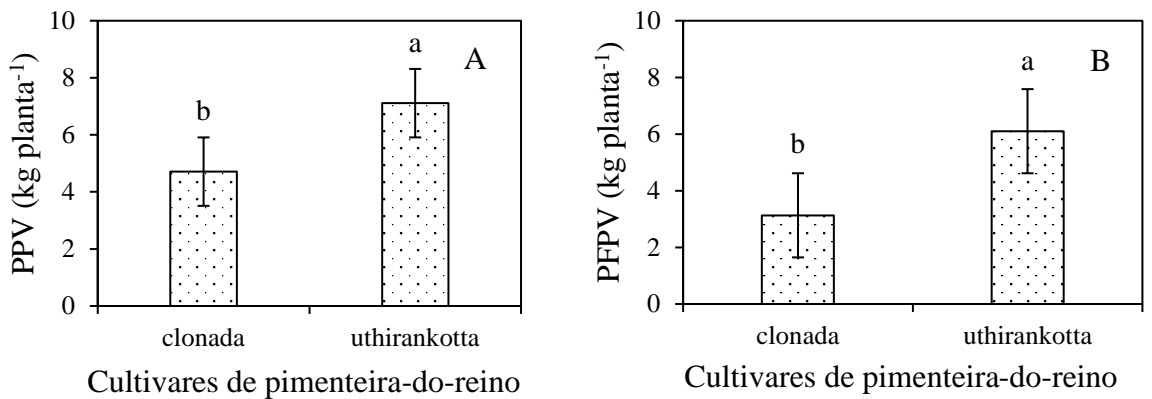 10
8
6
4
2
0
PPV (kg planta⁻¹)
A
b
a
clonada
uthirankotta
Cultivares de pimenteira-do-reino
10
8
6
4
2
0
PFPV (kg planta⁻¹)
B
b
a
clonada
uthirankotta
Cultivares de pimenteira-do-reino